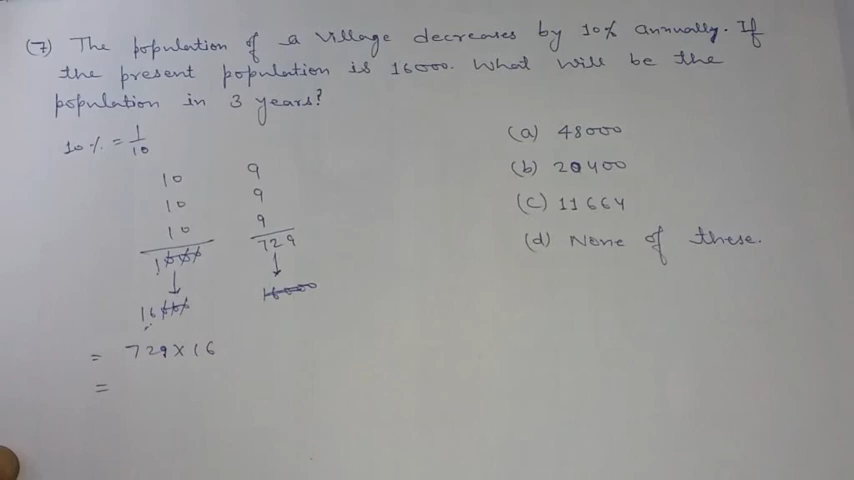 (7) The population of a village decreases by 10% annually. If
the present population is 16000. What will be the
population in 3 years?
10% = 1/10
(a) 48000
(b) 20400
(c) 11664
(d) None of these.
10 9
10 9
10 9
1000 729
↓ ↓
16000 16000
= 729 × 16
=